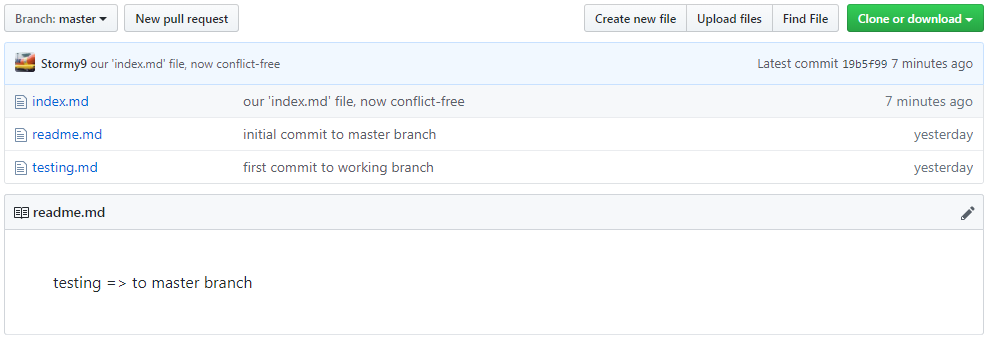 Branch: master New pull request Create new file Upload files Find File Clone or download
Stormy9 our 'index.md' file, now conflict-free Latest commit 19b5f99 7 minutes ago
index.md our 'index.md' file, now conflict-free 7 minutes ago
readme.md initial commit to master branch yesterday
testing.md first commit to working branch yesterday
readme.md
testing => to master branch